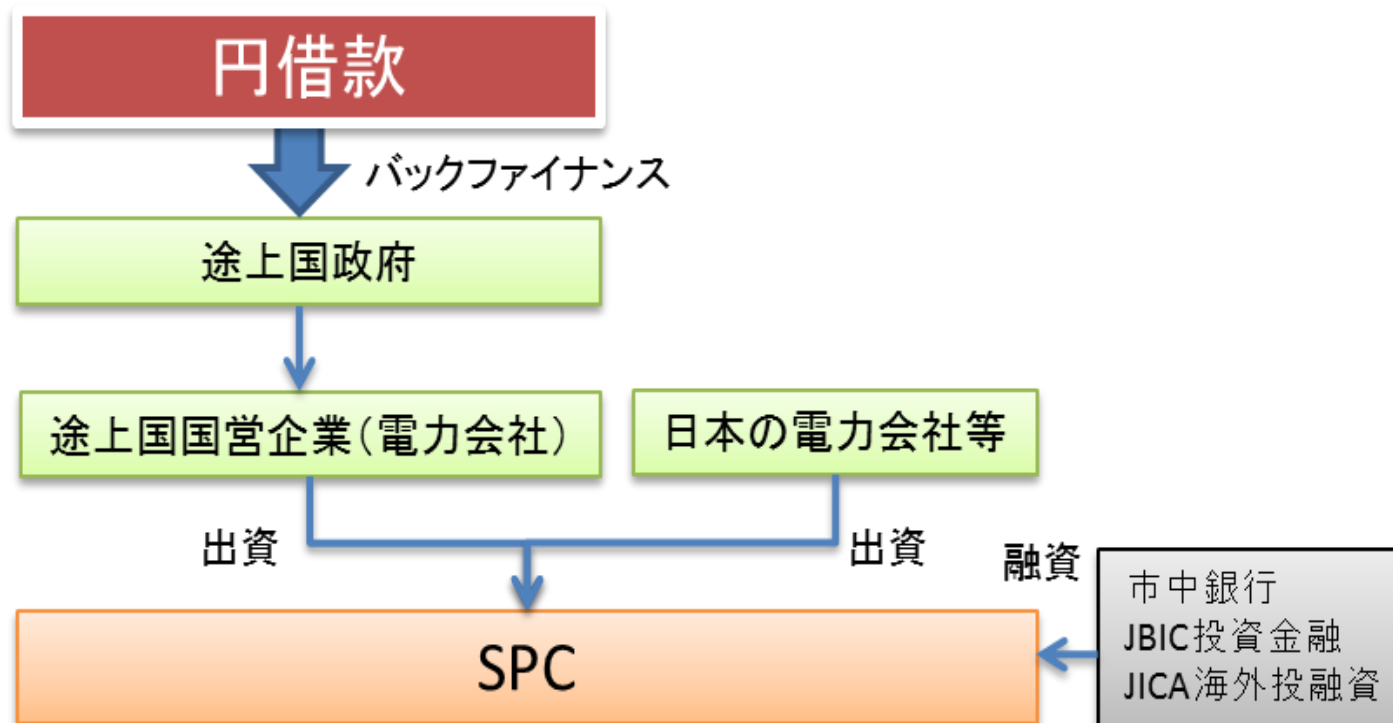 円借款
バックファイナンス
途上国政府
途上国国営企業(電力会社)
日本の電力会社等
出資
出資
融資
市中銀行
JBIC投資金融
JICA海外投融資
SPC